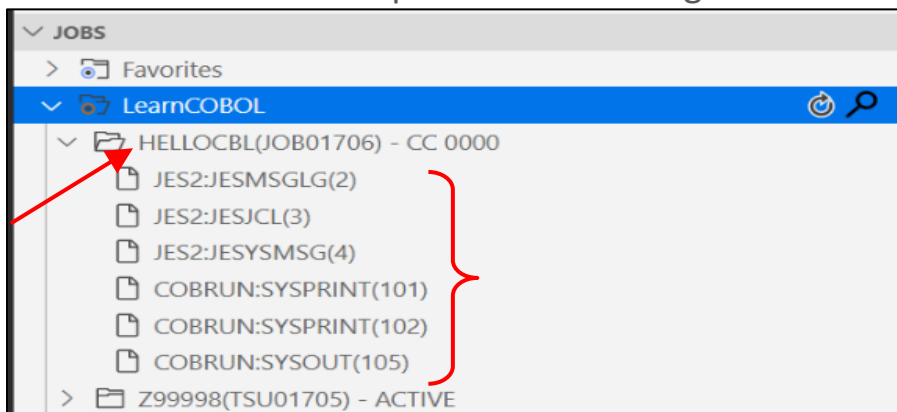 JOBS
Favorites
LearnCOBOL
HELLOCBL(JOB01706) - CC 0000
JES2:JESMSGLG(2)
JES2:JESJCL(3)
JES2:JESYSMSG(4)
COBRUN:SYSPRINT(101)
COBRUN:SYSPRINT(102)
COBRUN:SYSOUT(105)
Z99998(TSU01705) - ACTIVE